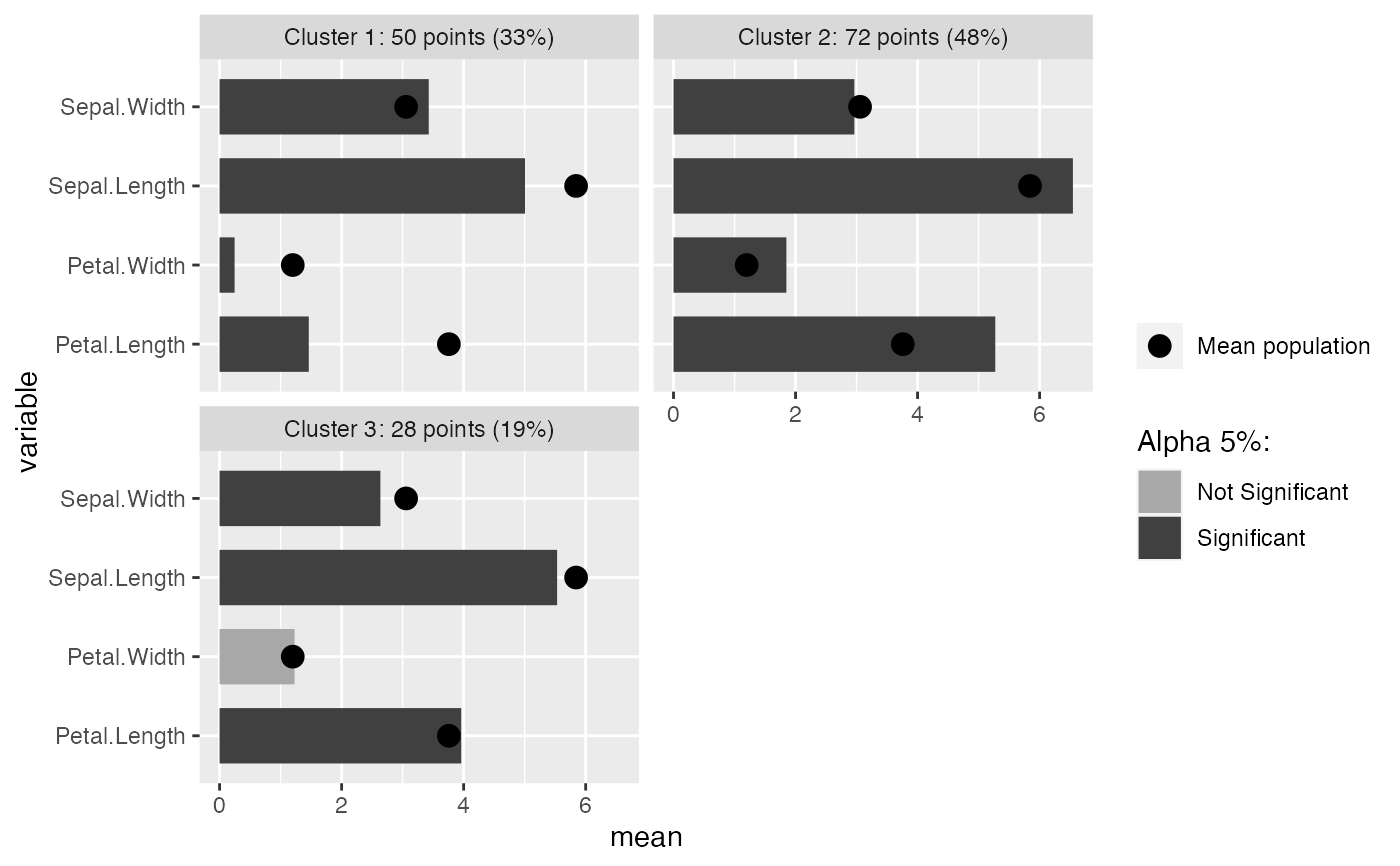 Cluster 1: 50 points (33%)
Cluster 2: 72 points (48%)
Sepal.Width
Sepal.Length
Petal.Width
Petal.Length
0 2 4 6
Cluster 3: 28 points (19%)
Sepal.Width
Sepal.Length
Petal.Width
Petal.Length
0 2 4 6
mean
variable
Mean population
Alpha 5%:
Not Significant
Significant